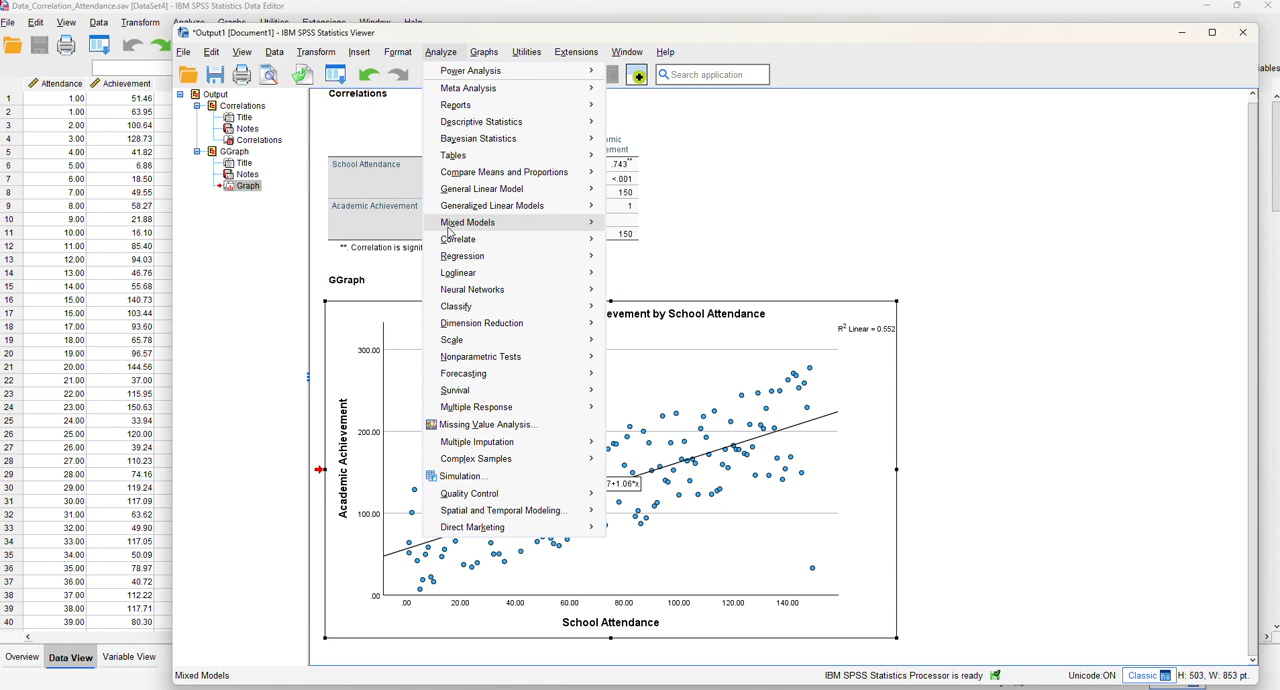 Data_Correlation_Attendance.sav [DataSet4] - IBM SPSS Statistics Data Editor
File Edit View Data Transform Analyze Graphs Utilities Extensions Window Help
Attendance Achievement
1 1.00 51.46
2 1.00 63.95
3 2.00 100.64
4 3.00 128.73
5 4.00 41.82
6 5.00 6.86
7 6.00 18.50
8 7.00 49.55
9 8.00 58.27
10 9.00 21.88
11 10.00 16.10
12 11.00 85.40
13 12.00 94.03
14 13.00 46.76
15 14.00 55.68
16 15.00 140.73
17 16.00 103.44
18 17.00 93.60
19 18.00 65.78
20 19.00 96.57
21 20.00 144.56
22 21.00 37.00
23 22.00 115.95
24 23.00 150.63
25 24.00 33.94
26 25.00 120.00
27 26.00 39.24
28 27.00 110.23
29 28.00 74.16
30 29.00 119.24
31 30.00 117.09
32 31.00 63.62
33 32.00 49.90
34 33.00 117.05
35 34.00 50.09
36 35.00 78.97
37 36.00 40.72
38 37.00 112.22
39 38.00 117.71
40 39.00 80.30
Overview Data View Variable View
ables
*Output1 [Document1] - IBM SPSS Statistics Viewer
File Edit View Data Transform Insert Format Analyze Graphs Utilities Extensions Window Help
Search application
Output
Correlations
Title
Notes
Correlations
GGraph
Title
Notes
Graph
Power Analysis
Meta Analysis
Reports
Descriptive Statistics
Bayesian Statistics
Tables
Compare Means and Proportions
General Linear Model
Generalized Linear Models
Mixed Models
Correlate
Regression
Loglinear
Neural Networks
Classify
Dimension Reduction
Scale
Nonparametric Tests
Forecasting
Survival
Multiple Response
Missing Value Analysis...
Multiple Imputation
Complex Samples
Simulation...
Quality Control
Spatial and Temporal Modeling...
Direct Marketing
Correlations
emic
ement
School Attendance .743**
<.001
150
Academic Achievement 1
150
**. Correlation is signif
GGraph
evement by School Attendance
R² Linear = 0.552
300.00
200.00
100.00
.00
7+1.06*x
Academic Achievement
.00 20.00 40.00 60.00 80.00 100.00 120.00 140.00
School Attendance
Mixed Models
IBM SPSS Statistics Processor is ready
Unicode:ON
Classic
H: 503, W: 853 pt.